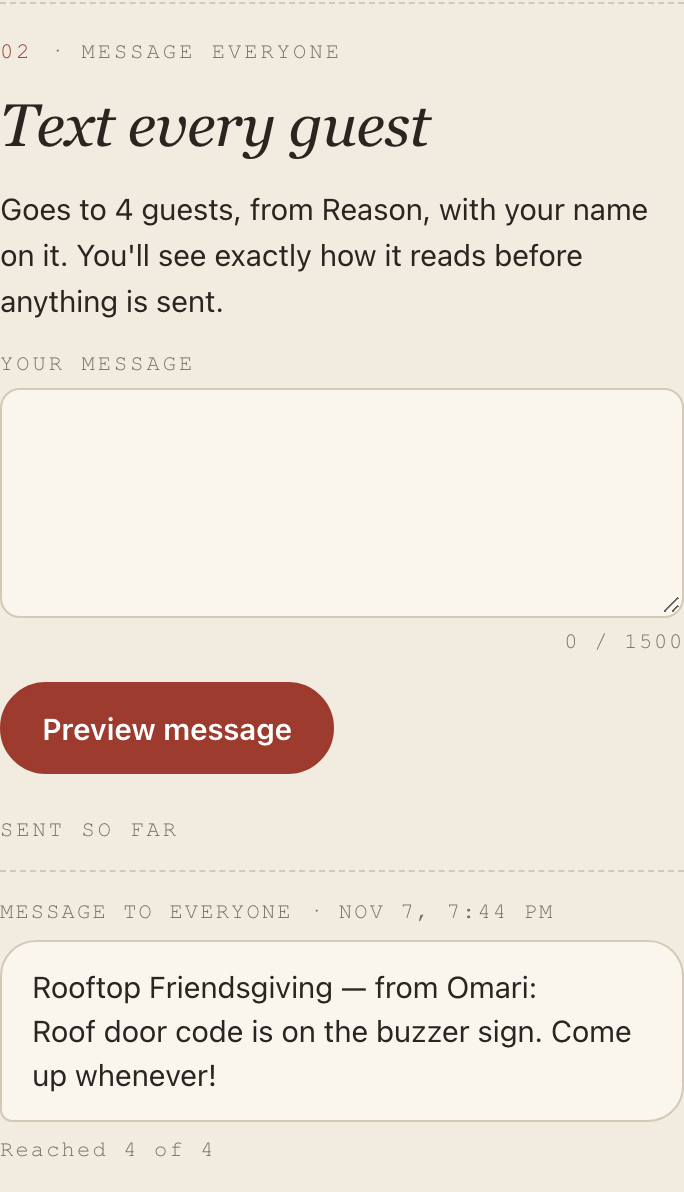 02 · MESSAGE EVERYONE
Text every guest
Goes to 4 guests, from Reason, with your name
on it. You'll see exactly how it reads before
anything is sent.
YOUR MESSAGE
0 / 1500
Preview message
SENT SO FAR
MESSAGE TO EVERYONE · NOV 7, 7:44 PM
Rooftop Friendsgiving — from Omari:
Roof door code is on the buzzer sign. Come
up whenever!
Reached 4 of 4